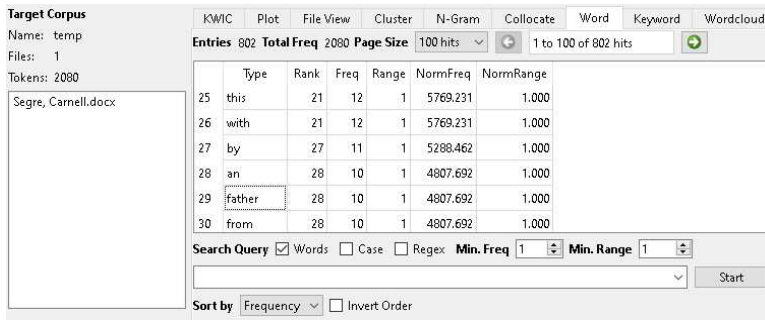 Target Corpus
Name: temp
Files: 1
Tokens: 2080
Segre, Carnell.docx
KWIC Plot File View Cluster N-Gram Collocate Word Keyword Wordcloud
Entries 802 Total Freq 2080 Page Size 100 hits 1 to 100 of 802 hits
Type Rank Freq Range NormFreq NormRange
25 this 21 12 1 5769.231 1.000
26 with 21 12 1 5769.231 1.000
27 by 27 11 1 5288.462 1.000
28 an 28 10 1 4807.692 1.000
29 father 28 10 1 4807.692 1.000
30 from 28 10 1 4807.692 1.000
Search Query Words Case Regex Min. Freq 1 Min. Range 1
Start
Sort by Frequency Invert Order